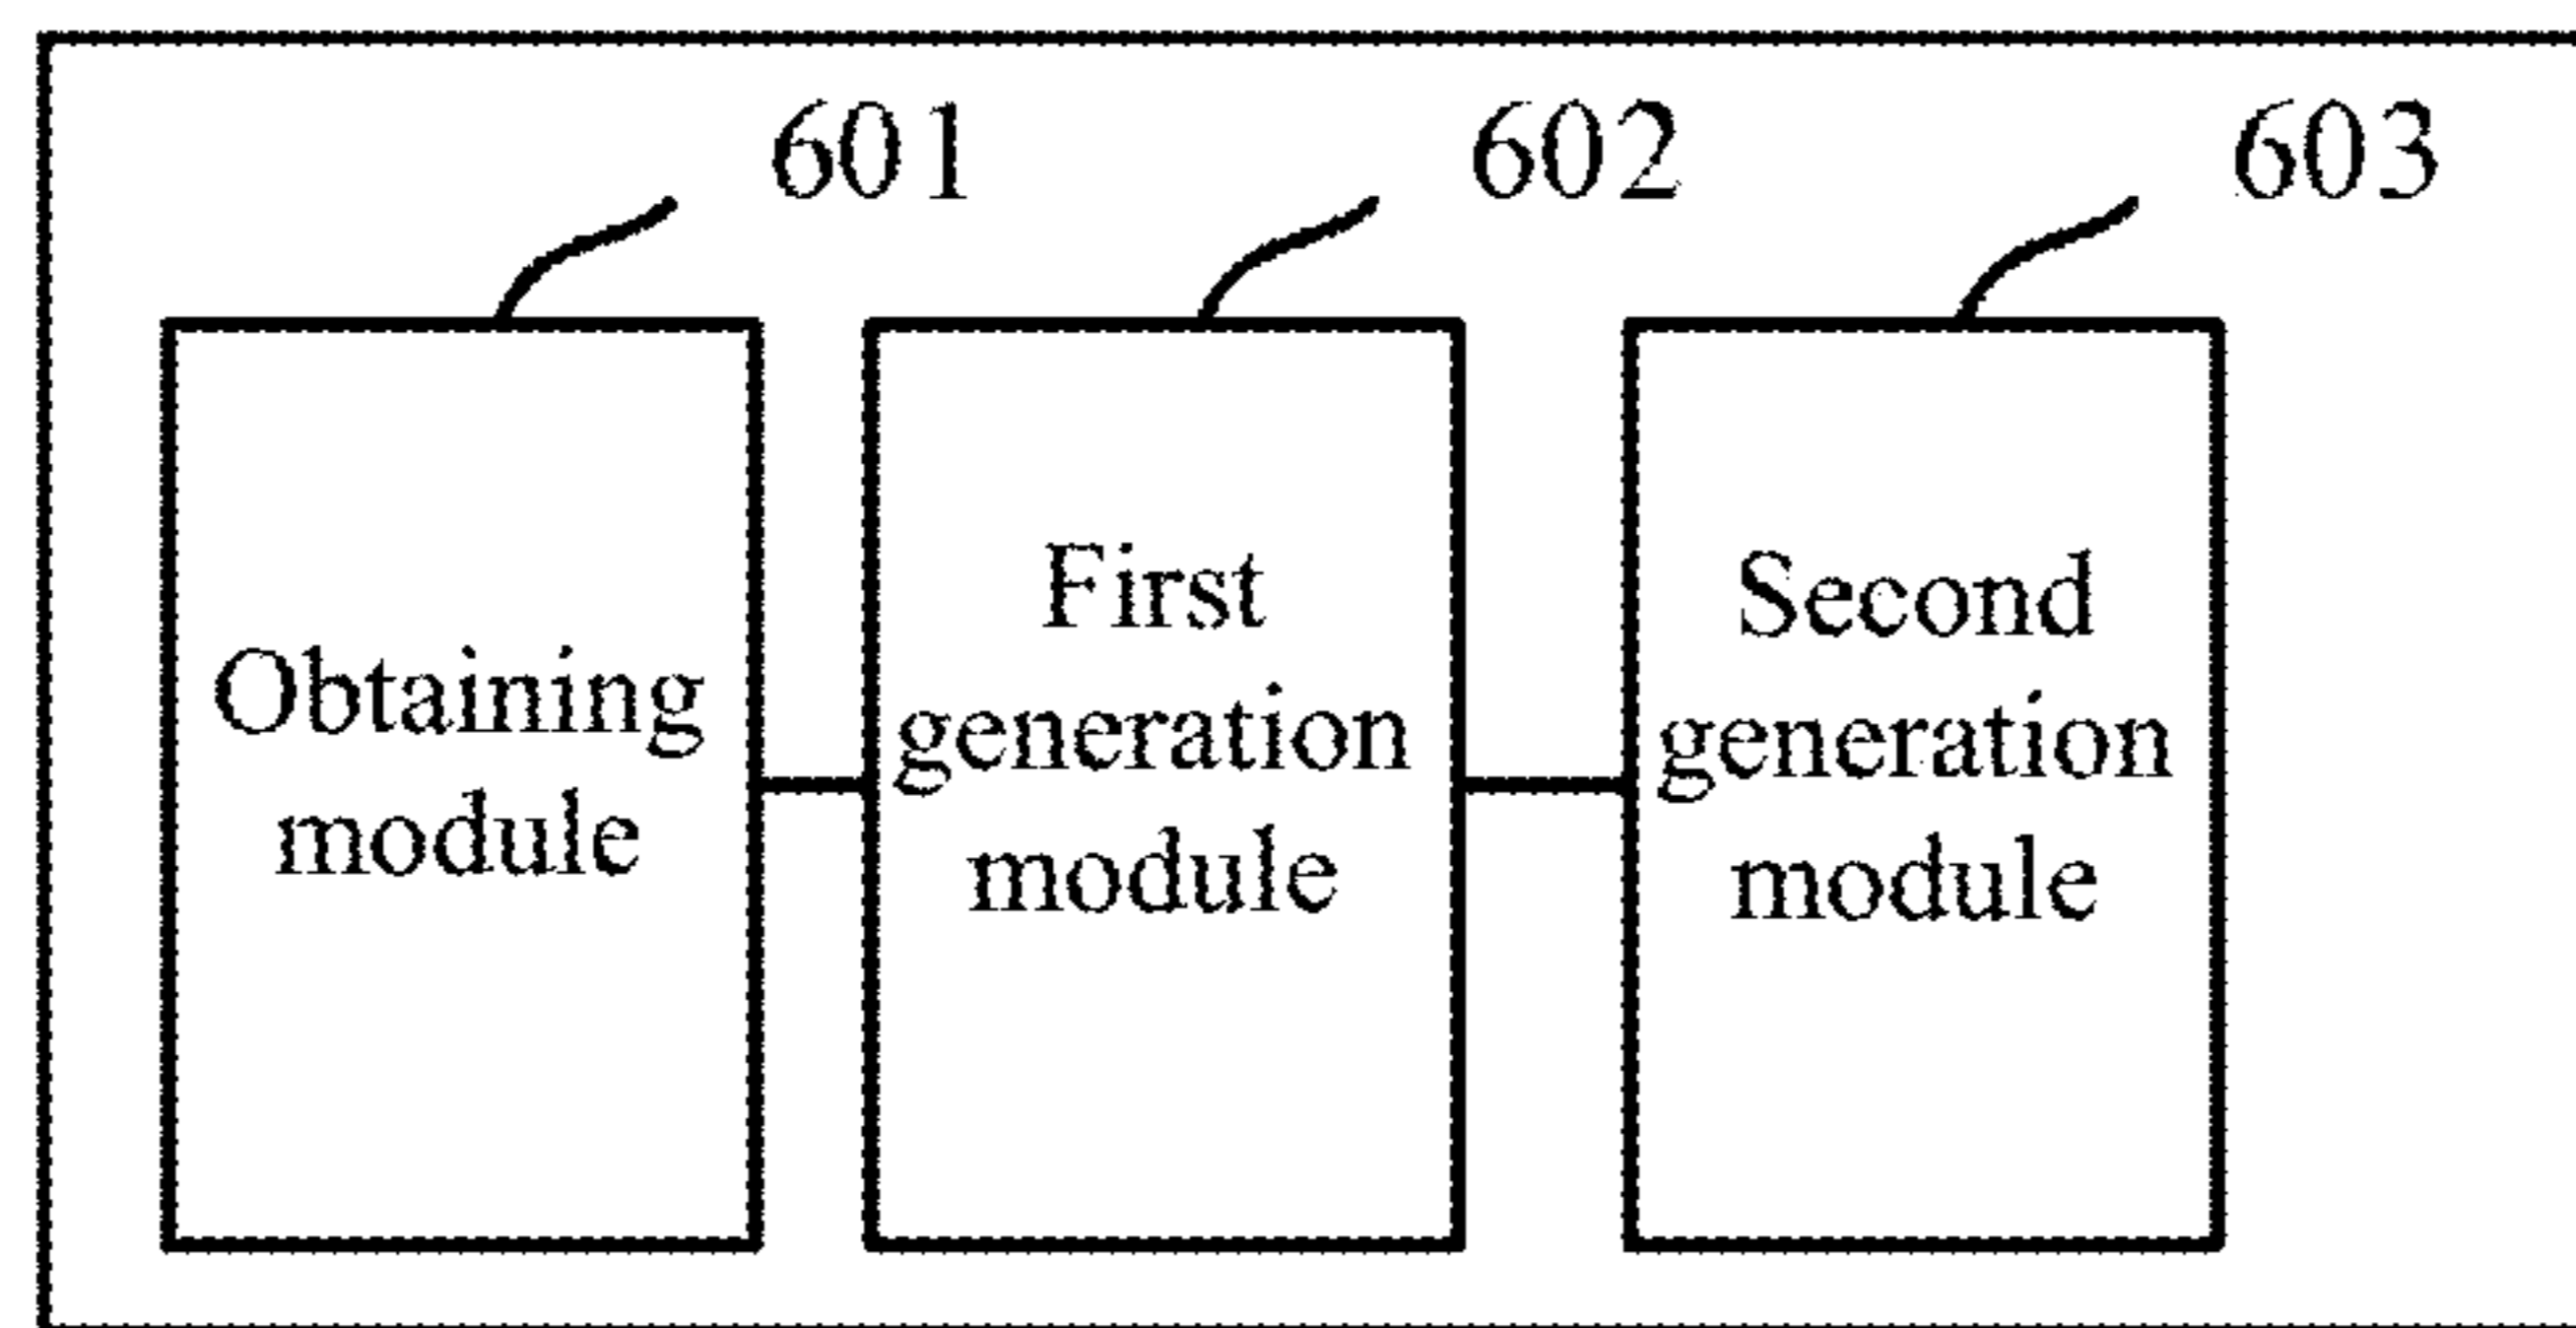 601
602
603
Obtaining
module
First
generation
module
Second
generation
module